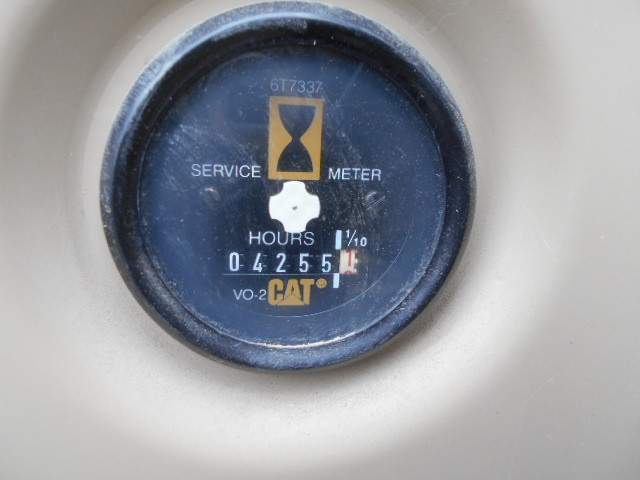 6T7337
SERVICE METER
HOURS 1/10
04255
VO-2 CAT®